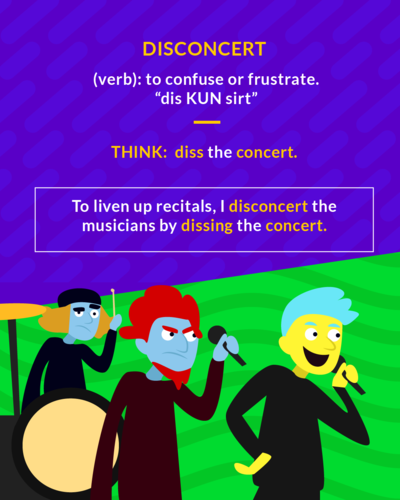 DISCONCERT
(verb): to confuse or frustrate.
“dis KUN sirt”
THINK: diss the concert.
To liven up recitals, I disconcert the
musicians by dissing the concert.